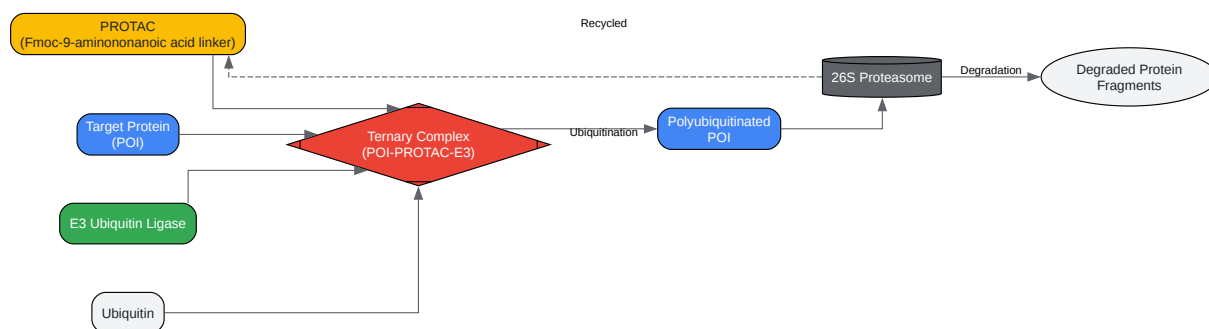 PROTAC
(Fmoc-9-aminononanoic acid linker)
Recycled
26S Proteasome
Degradation
Degraded Protein
Fragments
Target Protein
(POI)
Ternary Complex
(POI-PROTAC-E3)
Ubiquitination
Polyubiquitinated
POI
E3 Ubiquitin Ligase
Ubiquitin